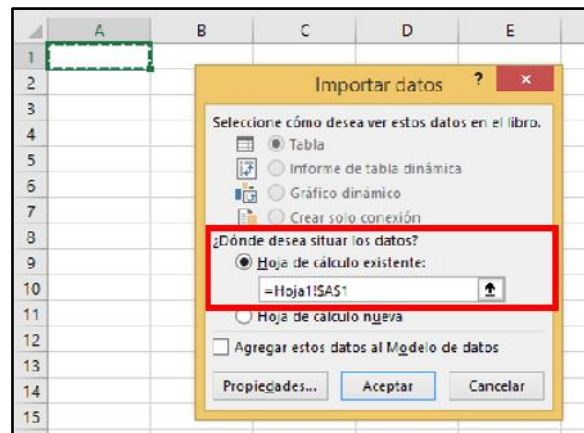 A B C D E
1
2
Importar datos ? ×
3
Seleccione cómo desea ver estos datos en el libro.
4
Tabla
5
Informe de tabla dinámica
6
Gráfico dinámico
7
Crear solo conexión
8
¿Dónde desea situar los datos?
9
Hoja de cálculo existente:
10
=Hoja1!$A$1
11
Hoja de cálculo nueva
12
Agregar estos datos al Modelo de datos
13
Propiedades... Aceptar Cancelar
14
15